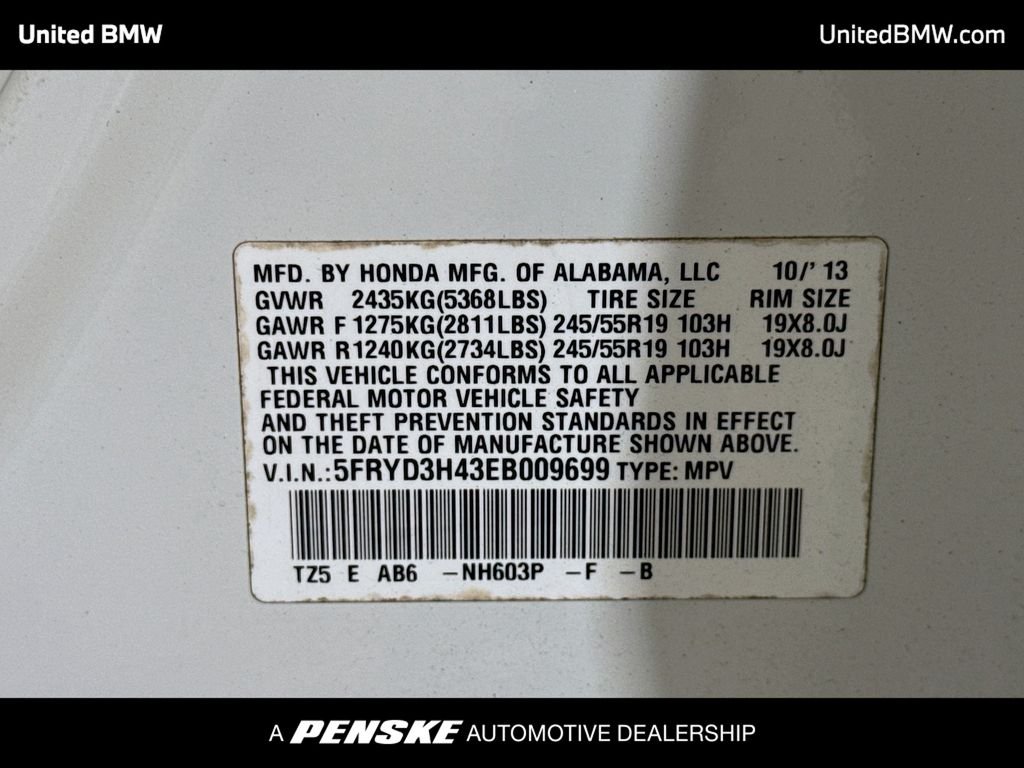 United BMW UnitedBMW.com
MFD. BY HONDA MFG. OF ALABAMA, LLC 10/' 13
GVWR 2435KG(5368LBS) TIRE SIZE RIM SIZE
GAWR F 1275KG(2811LBS) 245/55R19 103H 19X8.0J
GAWR R1240KG(2734LBS) 245/55R19 103H 19X8.0J
THIS VEHICLE CONFORMS TO ALL APPLICABLE
FEDERAL MOTOR VEHICLE SAFETY
AND THEFT PREVENTION STANDARDS IN EFFECT
ON THE DATE OF MANUFACTURE SHOWN ABOVE.
V.I.N.:5FRYD3H43EB009699 TYPE: MPV
TZ5 E AB6 -NH603P -F -B
A PENSKE AUTOMOTIVE DEALERSHIP